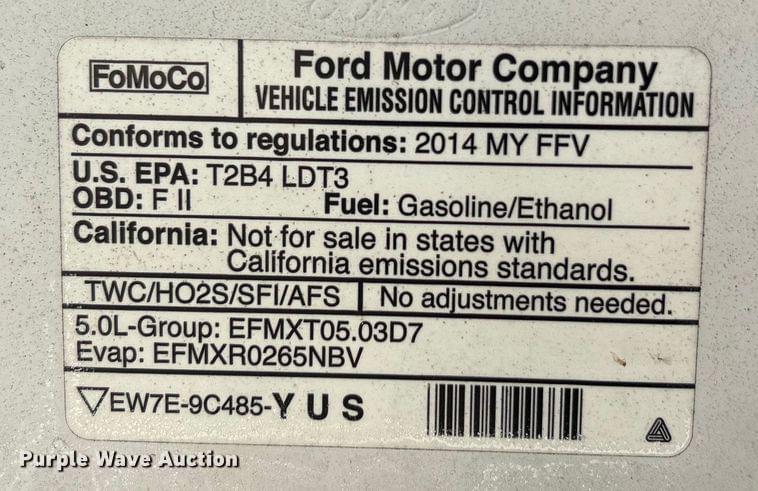 FoMoCo
Ford Motor Company
VEHICLE EMISSION CONTROL INFORMATION
Conforms to regulations: 2014 MY FFV
U.S. EPA: T2B4 LDT3
OBD: F II Fuel: Gasoline/Ethanol
California: Not for sale in states with
California emissions standards.
TWC/HO2S/SFI/AFS No adjustments needed.
5.0L-Group: EFMXT05.03D7
Evap: EFMXR0265NBV
EW7E-9C485-Y U S
Purple Wave Auction